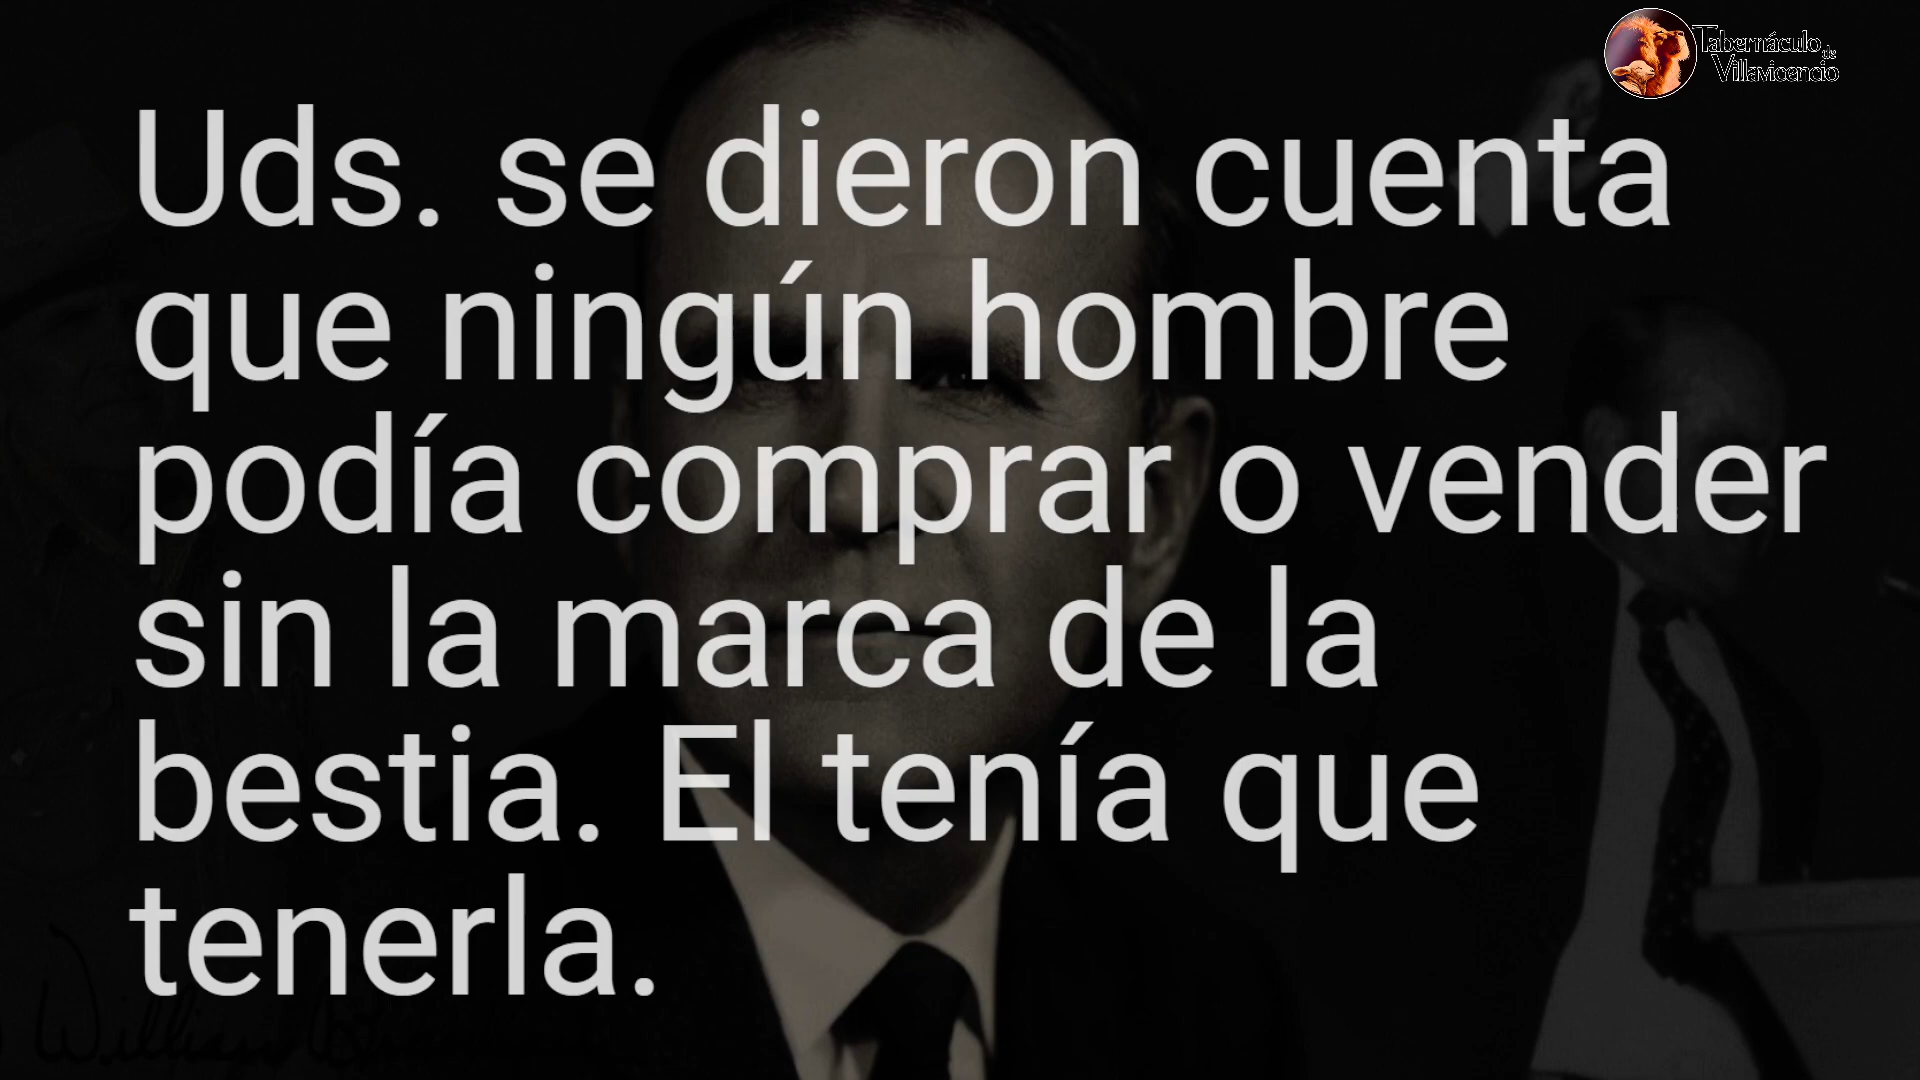 Tabernáculo de
Villavicencio
Uds. se dieron cuenta
que ningún hombre
podía comprar o vender
sin la marca de la
bestia. El tenía que
tenerla.
William